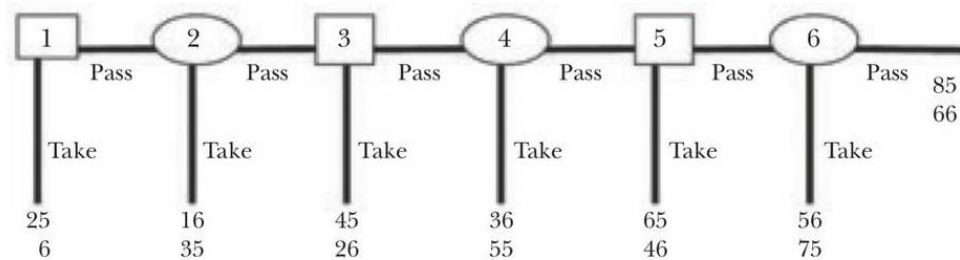 1 2 3 4 5 6
Pass Pass Pass Pass Pass Pass
85
66
Take Take Take Take Take Take
25 16 45 36 65 56
6 35 26 55 46 75